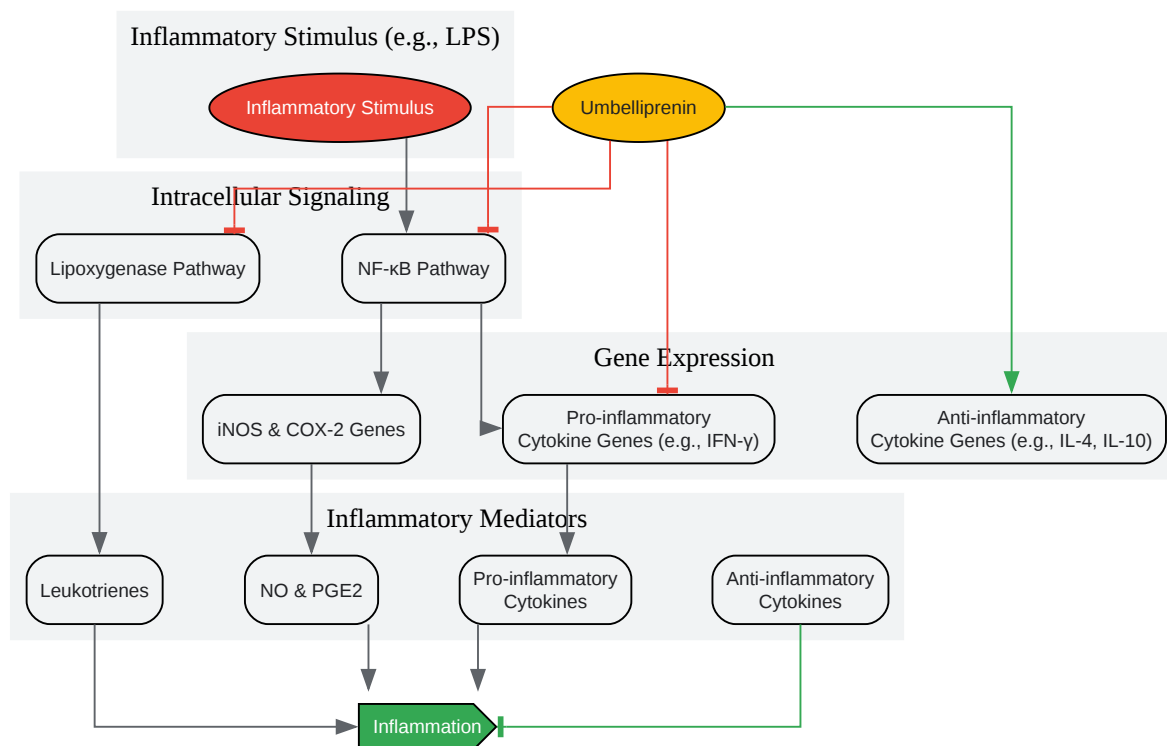 Inflammatory Stimulus (e.g., LPS)
Inflammatory Stimulus
Umbelliprenin
Intracellular Signaling
Lipoxygenase Pathway
NF-κB Pathway
Gene Expression
iNOS & COX-2 Genes
Pro-inflammatory
Cytokine Genes (e.g., IFN-γ)
Anti-inflammatory
Cytokine Genes (e.g., IL-4, IL-10)
Inflammatory Mediators
Leukotrienes
NO & PGE2
Pro-inflammatory
Cytokines
Anti-inflammatory
Cytokines
Inflammation